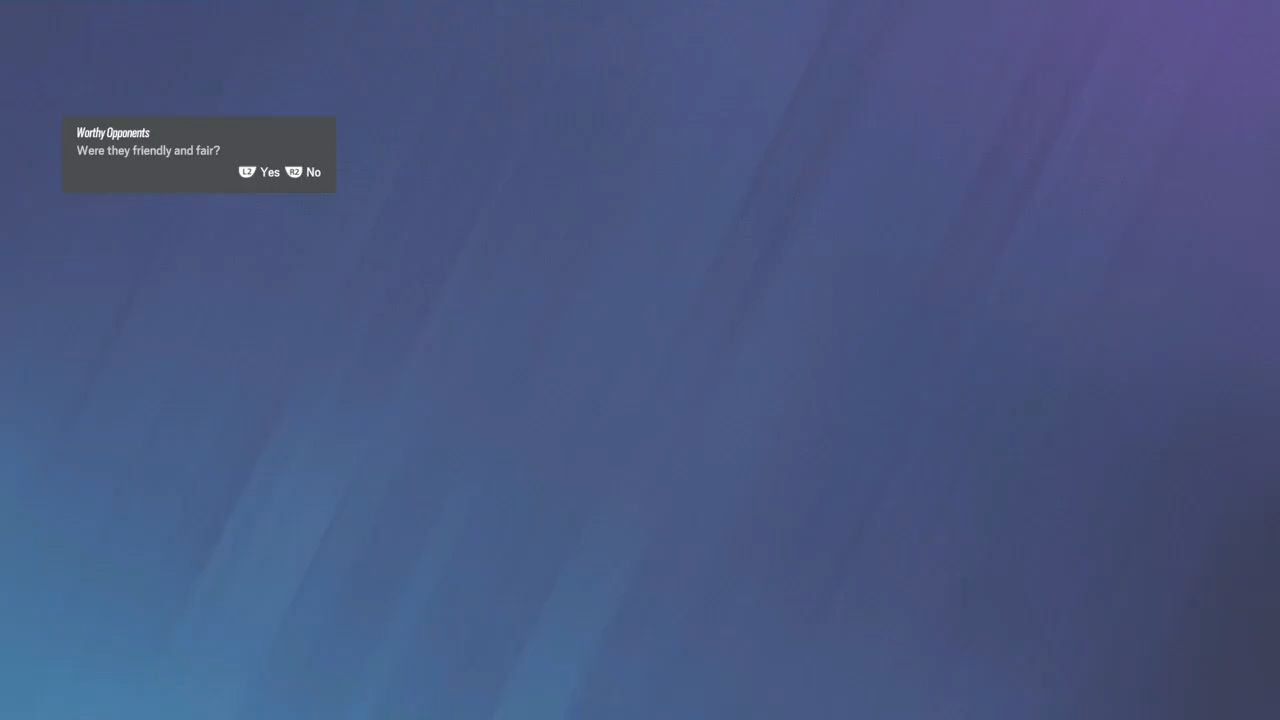 Worthy Opponents
Were they friendly and fair?
L2 Yes R2 No